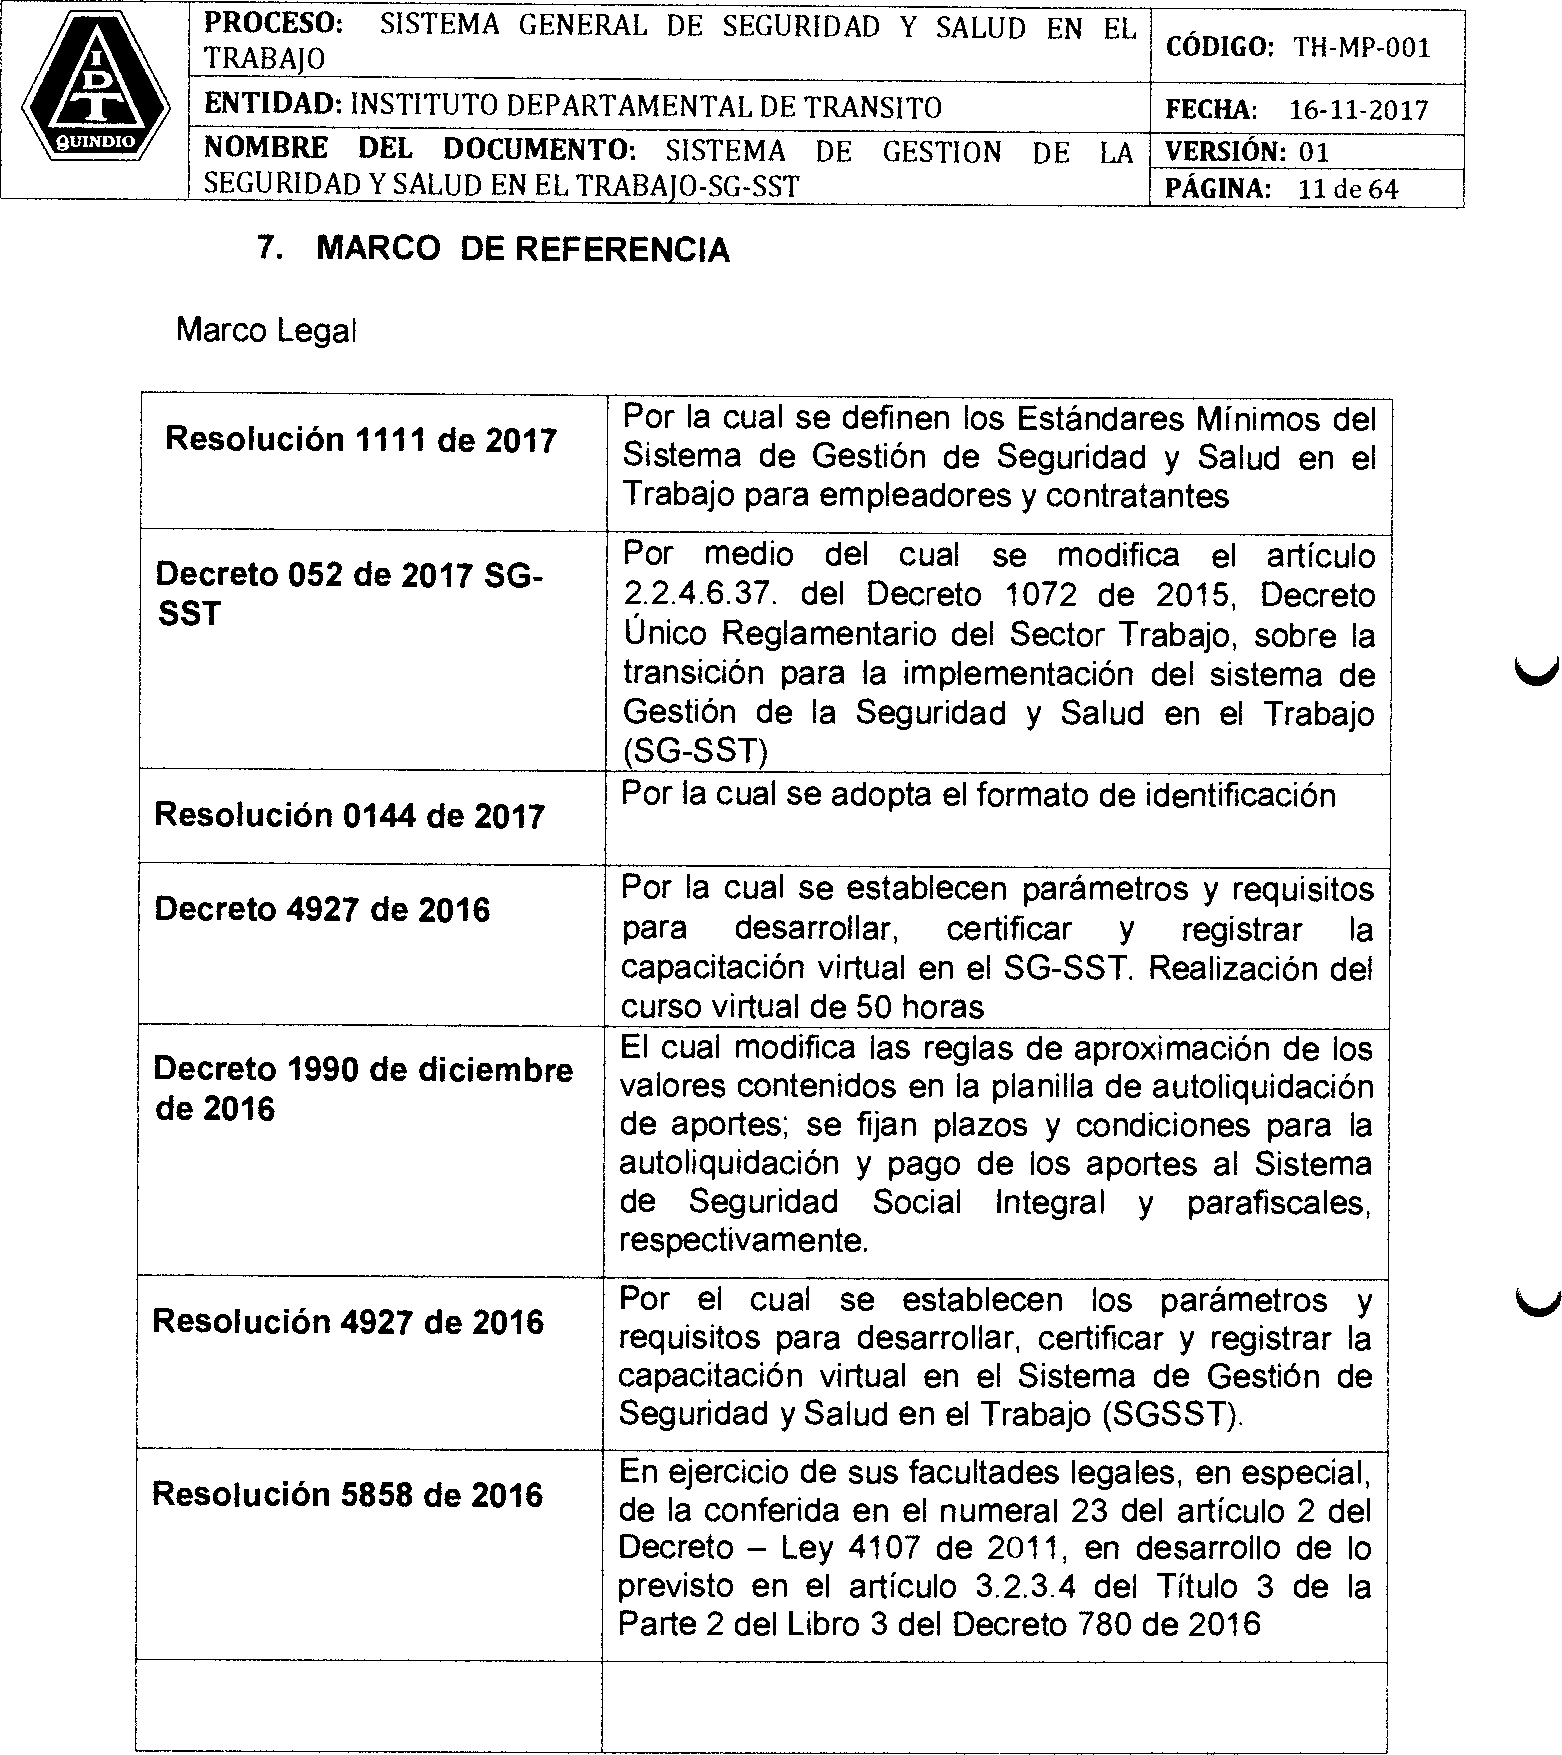 IDT
QUINDIO
PROCESO: SISTEMA GENERAL DE SEGURIDAD Y SALUD EN EL
TRABAJO
CÓDIGO: TH-MP-001
ENTIDAD: INSTITUTO DEPARTAMENTAL DE TRANSITO
FECHA: 16-11-2017
NOMBRE DEL DOCUMENTO: SISTEMA DE GESTION DE LA
SEGURIDAD Y SALUD EN EL TRABAJO-SG-SST
VERSIÓN: 01
PÁGINA: 11 de 64
7. MARCO DE REFERENCIA
Marco Legal
Resolución 1111 de 2017
Por la cual se definen los Estándares Mínimos del
Sistema de Gestión de Seguridad y Salud en el
Trabajo para empleadores y contratantes
Decreto 052 de 2017 SG-
SST
Por medio del cual se modifica el artículo
2.2.4.6.37. del Decreto 1072 de 2015, Decreto
Único Reglamentario del Sector Trabajo, sobre la
transición para la implementación del sistema de
Gestión de la Seguridad y Salud en el Trabajo
(SG-SST)
Resolución 0144 de 2017
Por la cual se adopta el formato de identificación
Decreto 4927 de 2016
Por la cual se establecen parámetros y requisitos
para desarrollar, certificar y registrar la
capacitación virtual en el SG-SST. Realización del
curso virtual de 50 horas
Decreto 1990 de diciembre
de 2016
El cual modifica las reglas de aproximación de los
valores contenidos en la planilla de autoliquidación
de aportes; se fijan plazos y condiciones para la
autoliquidación y pago de los aportes al Sistema
de Seguridad Social Integral y parafiscales,
respectivamente.
Resolución 4927 de 2016
Por el cual se establecen los parámetros y
requisitos para desarrollar, certificar y registrar la
capacitación virtual en el Sistema de Gestión de
Seguridad y Salud en el Trabajo (SGSST).
Resolución 5858 de 2016
En ejercicio de sus facultades legales, en especial,
de la conferida en el numeral 23 del artículo 2 del
Decreto – Ley 4107 de 2011, en desarrollo de lo
previsto en el artículo 3.2.3.4 del Título 3 de la
Parte 2 del Libro 3 del Decreto 780 de 2016